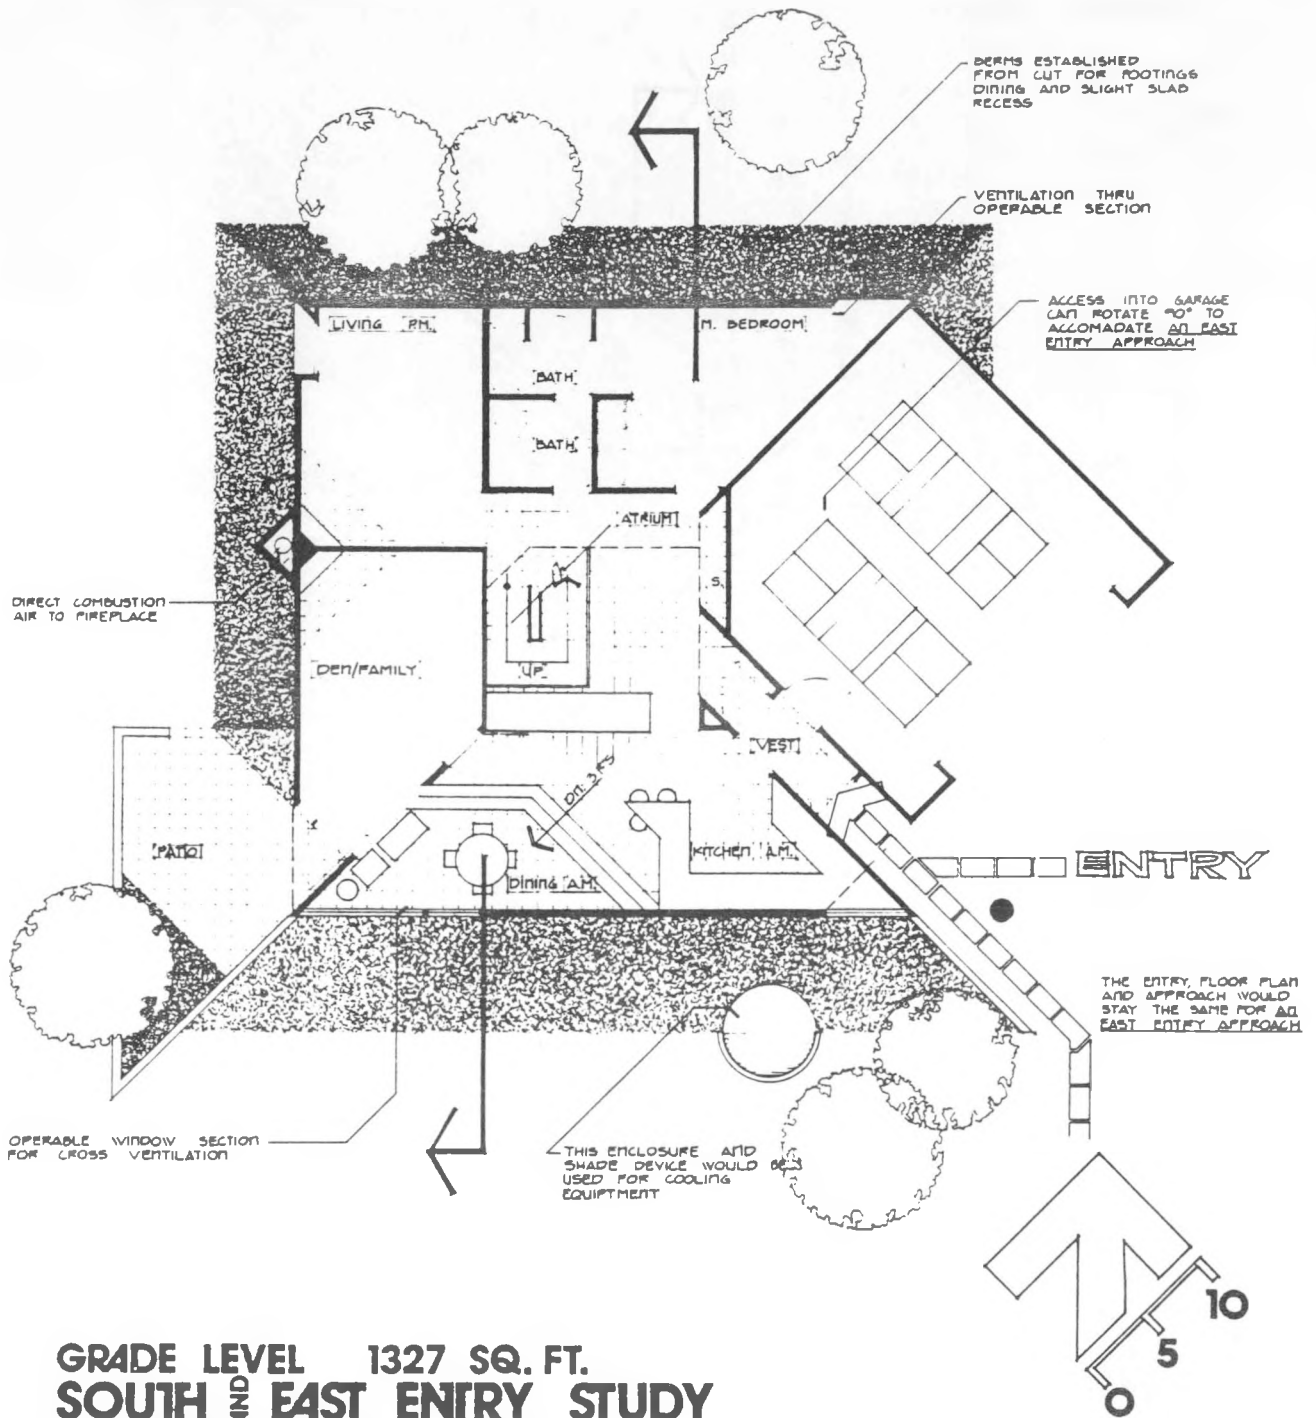 BERMS ESTABLISHED
FROM CUT FOR FOOTINGS
DINING AND SLIGHT SLAB
RECESS
VENTILATION THRU
OPERABLE SECTION
ACCESS INTO GARAGE
CAN ROTATE 90° TO
ACCOMADATE AN EAST
ENTRY APPROACH
LIVING RM.
M. BEDROOM
BATH
BATH
ATRIUM
S.
DIRECT COMBUSTION
AIR TO FIREPLACE
DEN/FAMILY
UP
VEST
DN. 3 R'S
PATIO
KITCHEN A.M.
ENTRY
DINING A.M.
THE ENTRY, FLOOR PLAN
AND APPROACH WOULD
STAY THE SAME FOR AN
EAST ENTRY APPROACH
OPERABLE WINDOW SECTION
FOR CROSS VENTILATION
THIS ENCLOSURE AND
SHADE DEVICE WOULD BE
USED FOR COOLING
EQUIPTMENT
10
5
0
GRADE LEVEL 1327 SQ. FT.
SOUTH AND EAST ENTRY STUDY